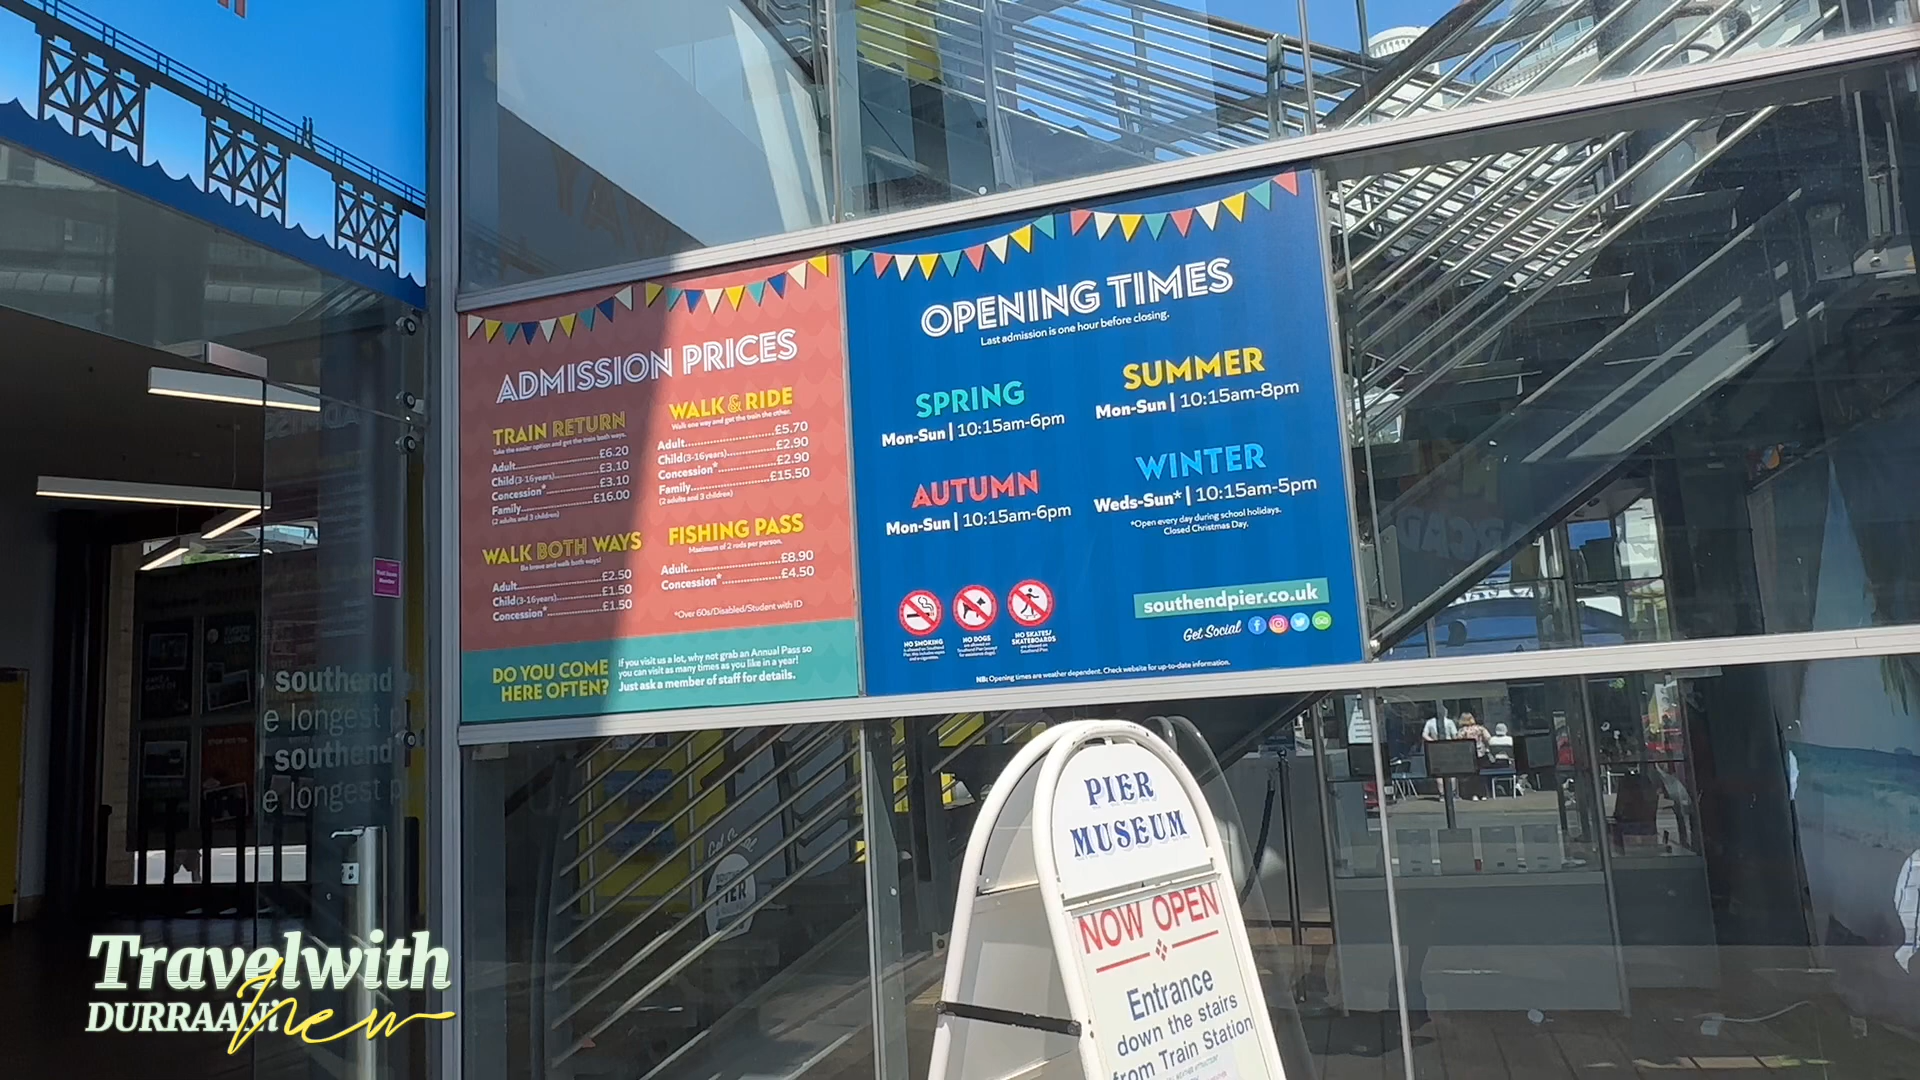 ADMISSION PRICES
TRAIN RETURN
Take the easier option and get the train both ways.
Adult..........£6.20
Child (3-16years)..........£3.10
Concession*..........£3.10
Family..........£16.00
(2 adults and 3 children)
WALK & RIDE
Walk one way and get the train the other.
Adult..........£5.70
Child (3-16years)..........£2.90
Concession*..........£2.90
Family..........£15.50
(2 adults and 3 children)
WALK BOTH WAYS
Be brave and walk both ways!
Adult..........£2.50
Child (3-16years)..........£1.50
Concession*..........£1.50
FISHING PASS
Maximum of 2 rods per person.
Adult..........£8.90
Concession*..........£4.50
*Over 60s/Disabled/Student with ID
DO YOU COME
HERE OFTEN?
If you visit us a lot, why not grab an Annual Pass so
you can visit as many times as you like in a year!
Just ask a member of staff for details.
OPENING TIMES
Last admission is one hour before closing.
SPRING
Mon-Sun | 10:15am-6pm
SUMMER
Mon-Sun | 10:15am-8pm
AUTUMN
Mon-Sun | 10:15am-6pm
WINTER
Weds-Sun* | 10:15am-5pm
*Open every day during school holidays.
Closed Christmas Day.
NO SMOKING
NO DOGS
NO SKATES/
SKATEBOARDS
southendpier.co.uk
Get Social
NB: Opening times are weather dependent. Check website for up-to-date information.
PIER
MUSEUM
NOW OPEN
Entrance
down the stairs
from Train Station
southend
e longest p
southend
e longest p
PIER
Travelwith
DURRAANi
New